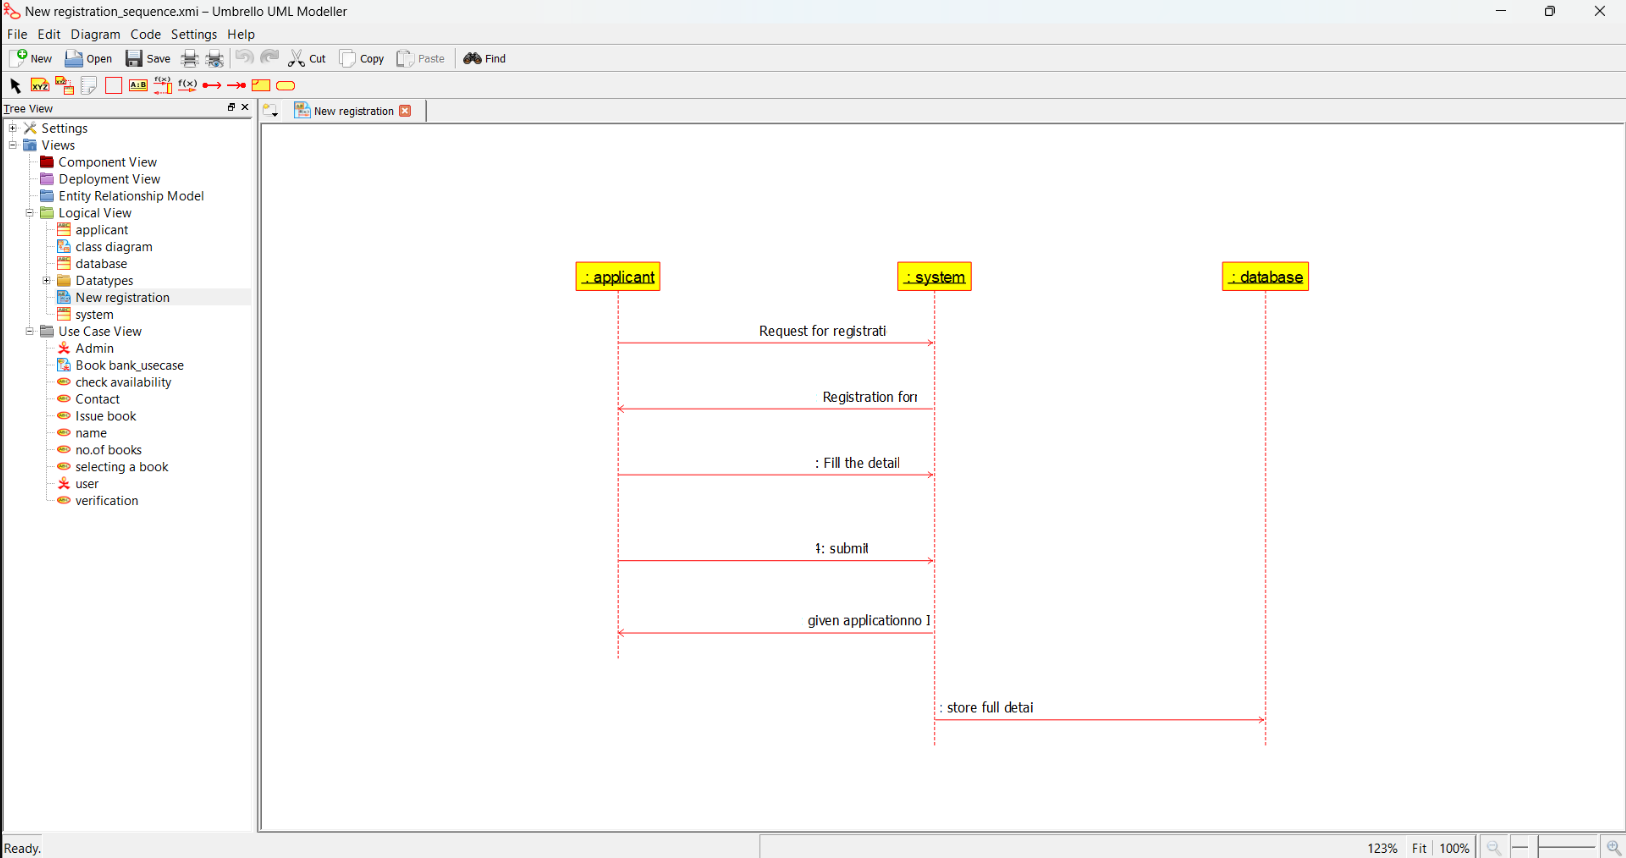 New registration_sequence.xmi – Umbrello UML Modeller
File Edit Diagram Code Settings Help
New Open Save Cut Copy Paste Find
Tree View
New registration
Settings
Views
Component View
Deployment View
Entity Relationship Model
Logical View
applicant
class diagram
database
Datatypes
New registration
system
Use Case View
Admin
Book bank_usecase
check availability
Contact
Issue book
name
no.of books
selecting a book
user
verification
: applicant
: system
: database
Request for registrati
Registration forr
: Fill the detail
4: submit
given applicationno I
: store full detai
Ready.
123% Fit 100%